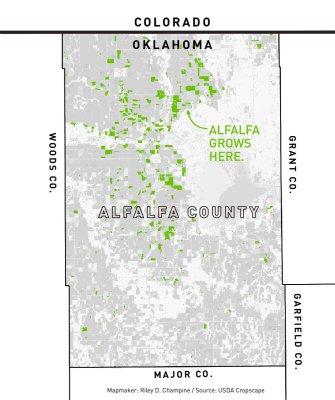 COLORADO
OKLAHOMA
ALFALFA
GROWS
HERE.
WOODS CO.
GRANT CO.
ALFALFA COUNTY
GARFIELD CO.
MAJOR CO.
Mapmaker: Riley D. Champine / Source: USDA Cropscape